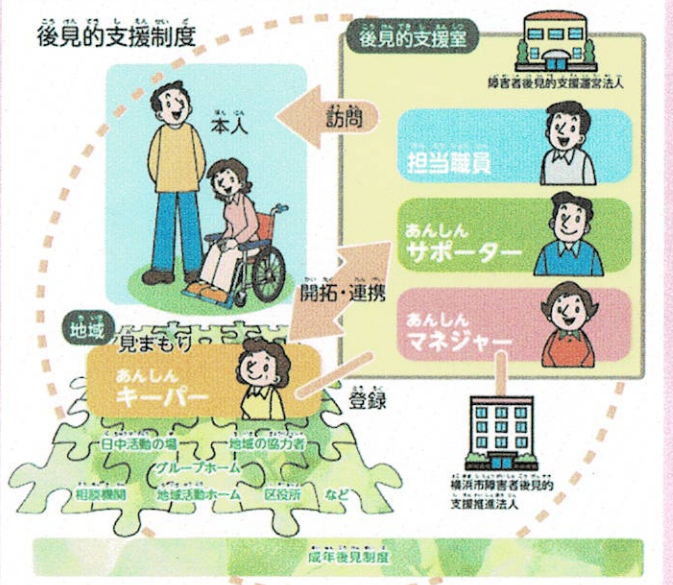 後見的支援制度
後見的支援室
障害者後見的支援運営法人
本人
訪問
担当職員
あんしん
サポーター
開拓・連携
あんしん
マネジャー
地域
見まもり
あんしん
キーパー
登録
日中活動の場
地域の協力者
グループホーム
相談機関
地域活動ホーム
区役所
など
横浜市障害者後見的
支援推進法人
成年後見制度